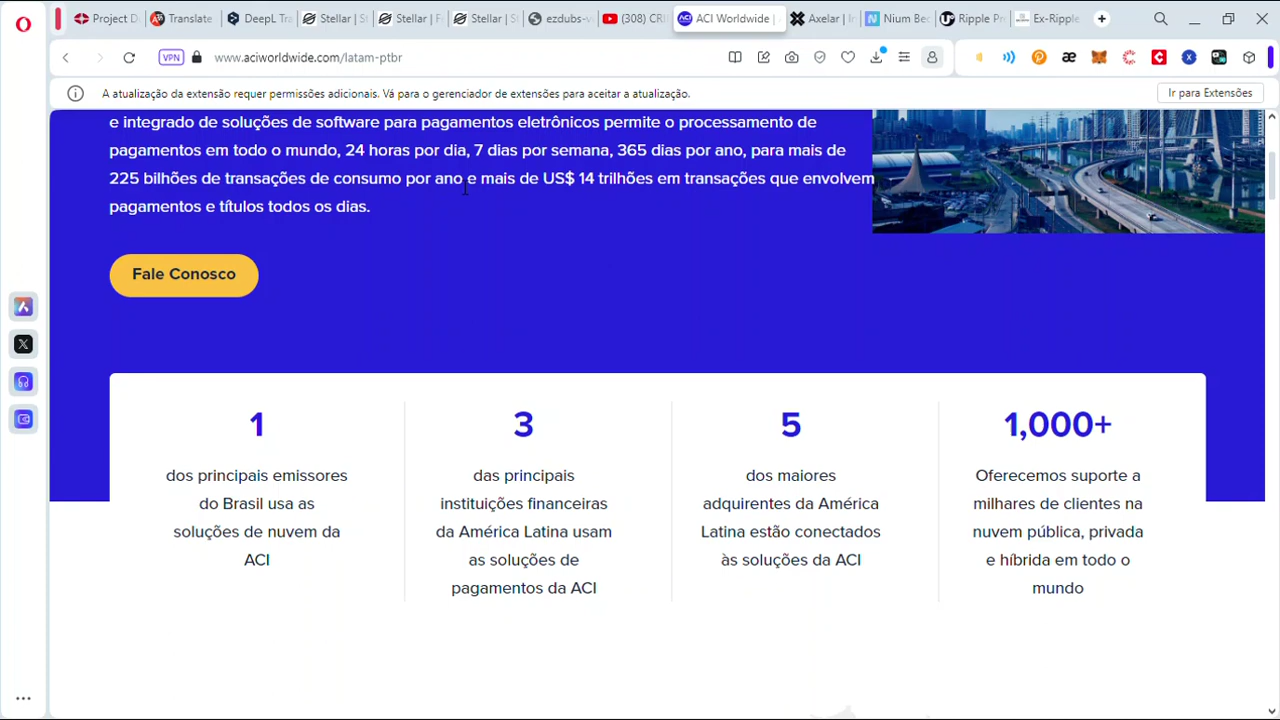 Project D
Translate
DeepL Tra
Stellar | S
Stellar | F
Stellar | S
ezdubs-v
(308) CRI
ACI Worldwide |
Axelar | I
Nium Bec
Ripple Pr
Ex-Ripple
VPN
www.aciworldwide.com/latam-ptbr
A atualização da extensão requer permissões adicionais. Vá para o gerenciador de extensões para aceitar a atualização.
Ir para Extensões
e integrado de soluções de software para pagamentos eletrônicos permite o processamento de
pagamentos em todo o mundo, 24 horas por dia, 7 dias por semana, 365 dias por ano, para mais de
225 bilhões de transações de consumo por ano e mais de US$ 14 trilhões em transações que envolvem
pagamentos e títulos todos os dias.
Fale Conosco
1
dos principais emissores
do Brasil usa as
soluções de nuvem da
ACI
3
das principais
instituições financeiras
da América Latina usam
as soluções de
pagamentos da ACI
5
dos maiores
adquirentes da América
Latina estão conectados
às soluções da ACI
1,000+
Oferecemos suporte a
milhares de clientes na
nuvem pública, privada
e híbrida em todo o
mundo